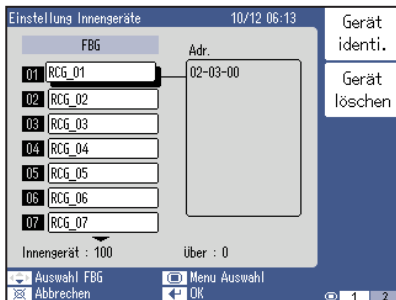 Einstellung Innengeräte 10/12 06:13
FBG
Adr.
01 RCG_01
02-03-00
02 RCG_02
03 RCG_03
04 RCG_04
05 RCG_05
06 RCG_06
07 RCG_07
Innengerät : 100 über : 0
Gerät
identi.
Gerät
löschen
Auswahl FBG Menu Auswahl
Abbrechen OK
1 2